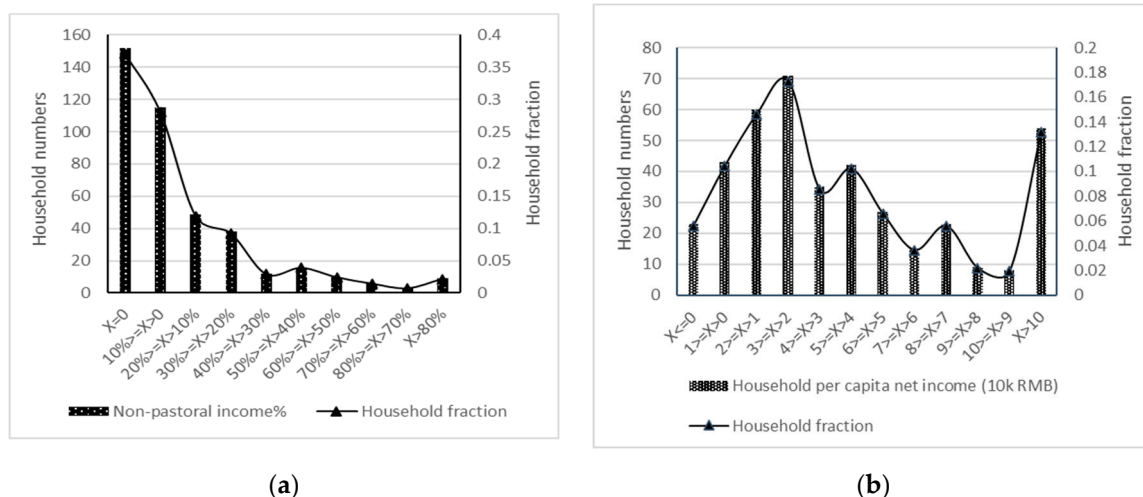 Household numbers
160
140
120
100
80
60
40
20
0
0.4
0.35
0.3
0.25
0.2
0.15
0.1
0.05
0
Household fraction
X=0
10%>=X>0
20%>=X>10%
30%>=X>20%
40%>=X>30%
50%>=X>40%
60%>=X>50%
70%>=X>60%
80%>=X>70%
X>80%
Non-pastoral income%
Household fraction
(a)
Household numbers
80
70
60
50
40
30
20
10
0
0.2
0.18
0.16
0.14
0.12
0.1
0.08
0.06
0.04
0.02
0
Household fraction
X<=0
1>=X>0
2>=X>1
3>=X>2
4>=X>3
5>=X>4
6>=X>5
7>=X>6
8>=X>7
9>=X>8
10>=X>9
X>10
Household per capita net income (10k RMB)
Household fraction
(b)